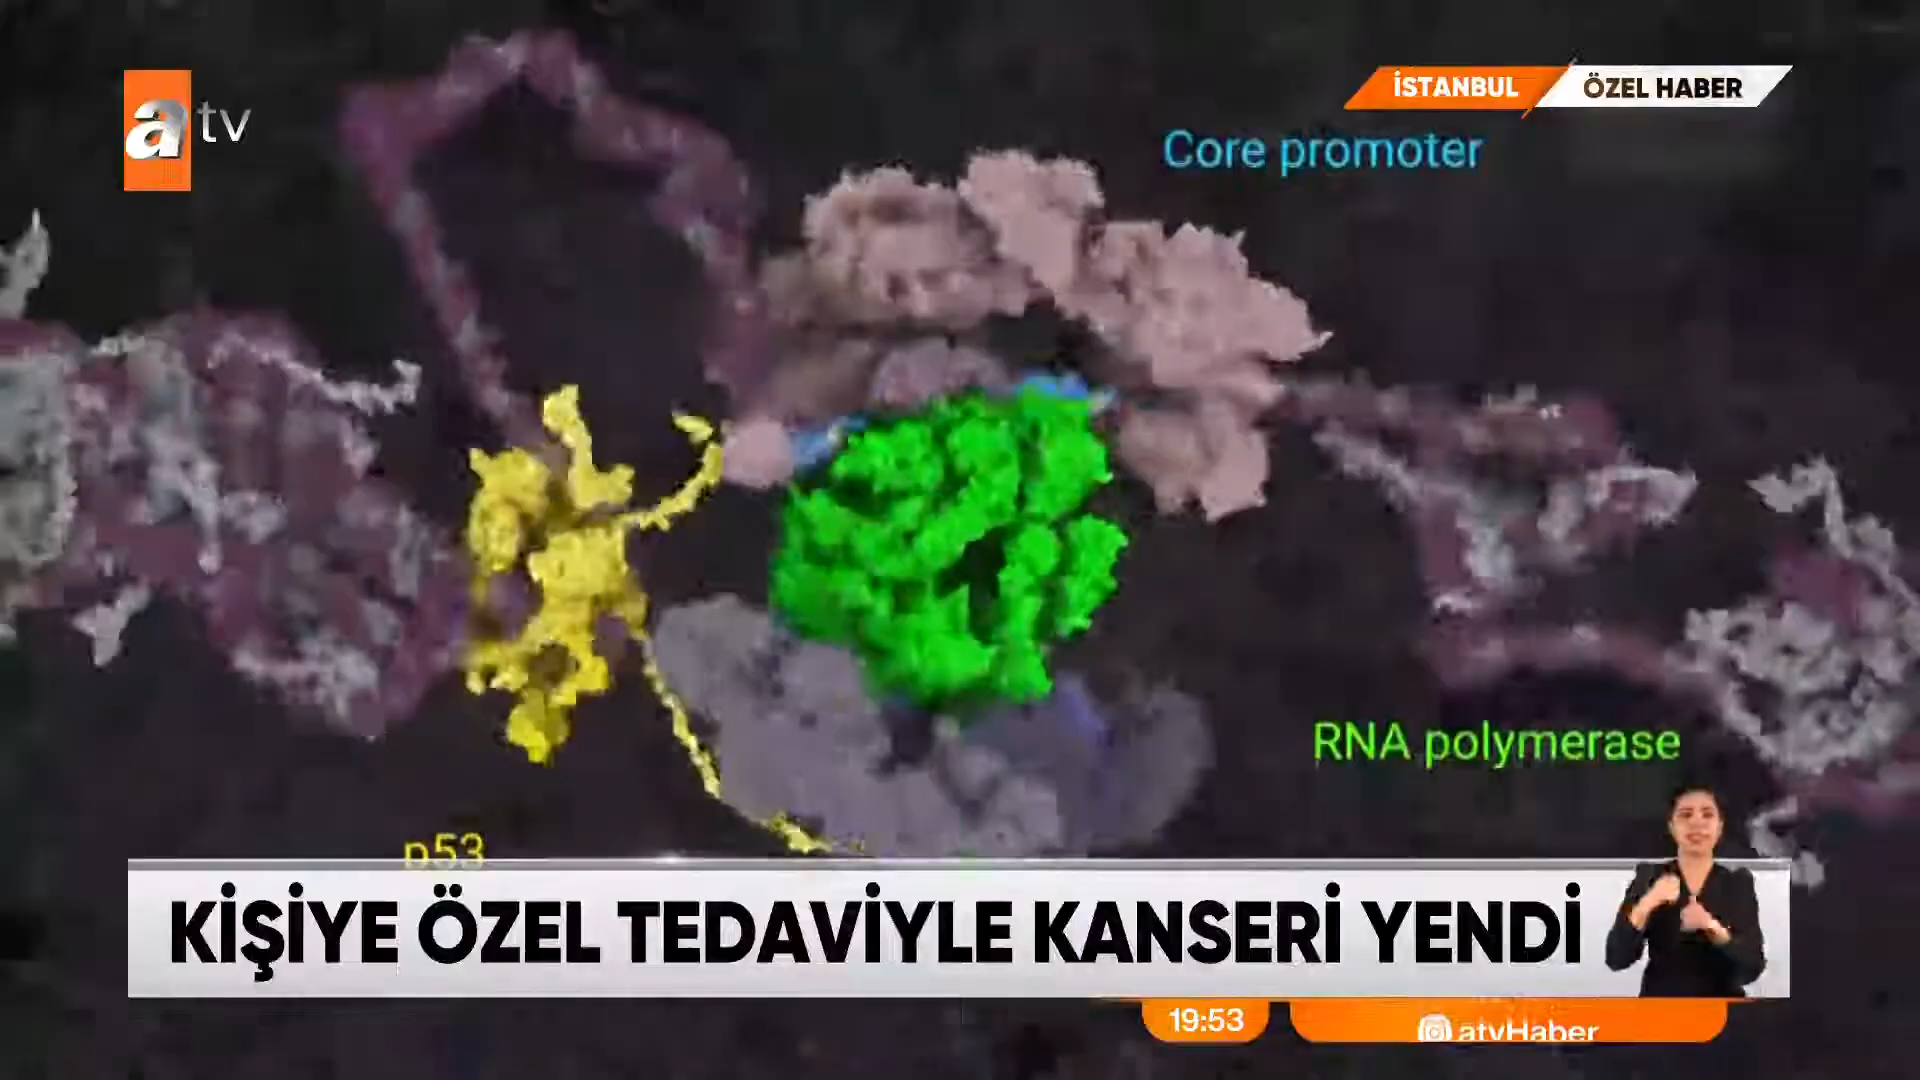 atv
İSTANBUL
ÖZEL HABER
Core promoter
RNA polymerase
p53
KİŞİYE ÖZEL TEDAVİYLE KANSERİ YENDİ
19:53
atvHaber